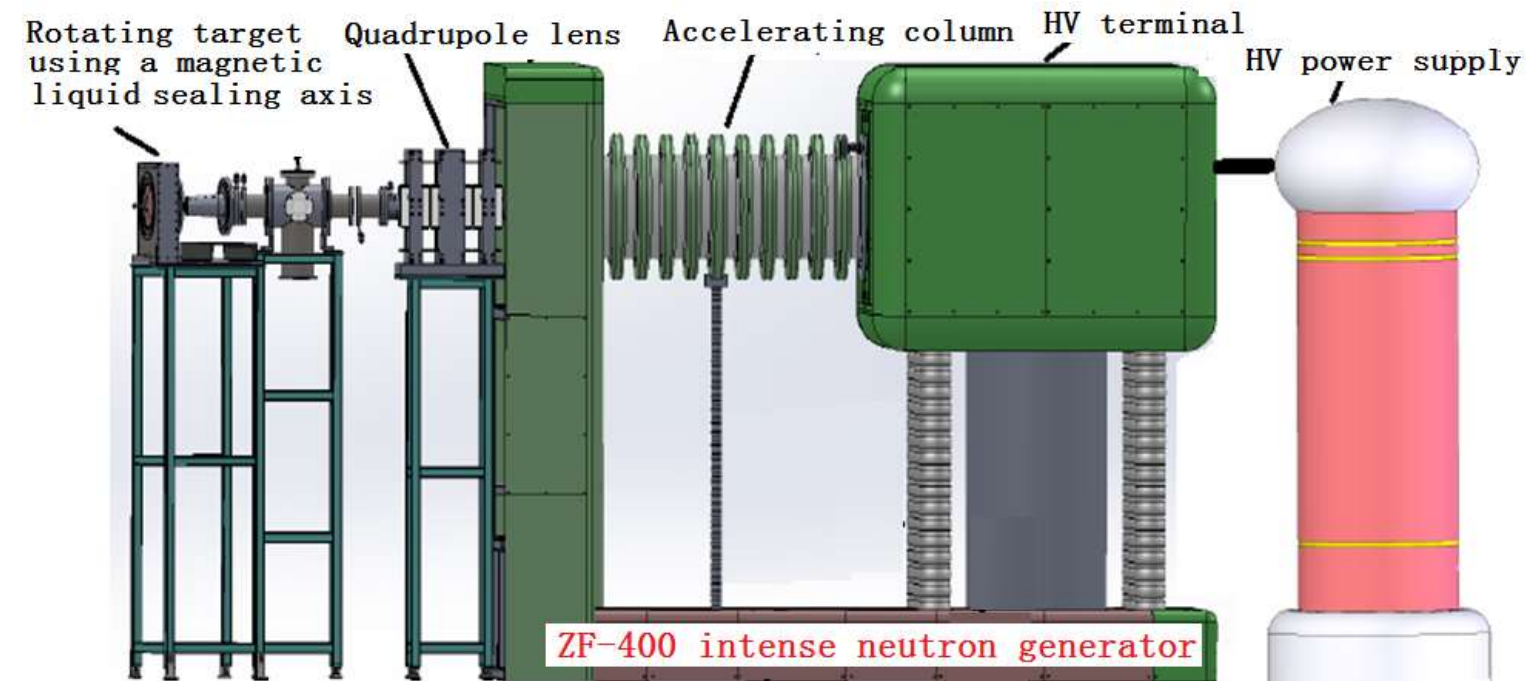 Rotating target
using a magnetic
liquid sealing axis
Quadrupole lens
Accelerating column
HV terminal
HV power supply
ZF-400 intense neutron generator